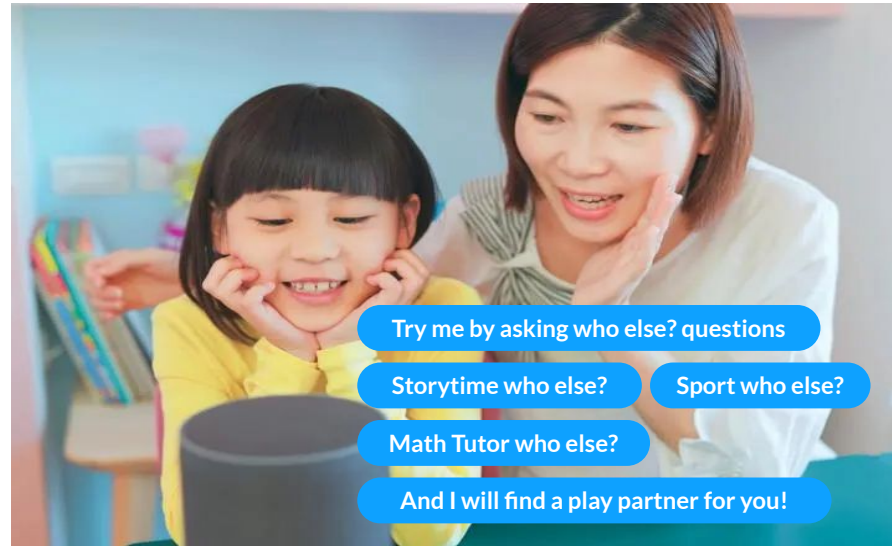 Try me by asking who else? questions
Storytime who else?
Sport who else?
Math Tutor who else?
And I will find a play partner for you!